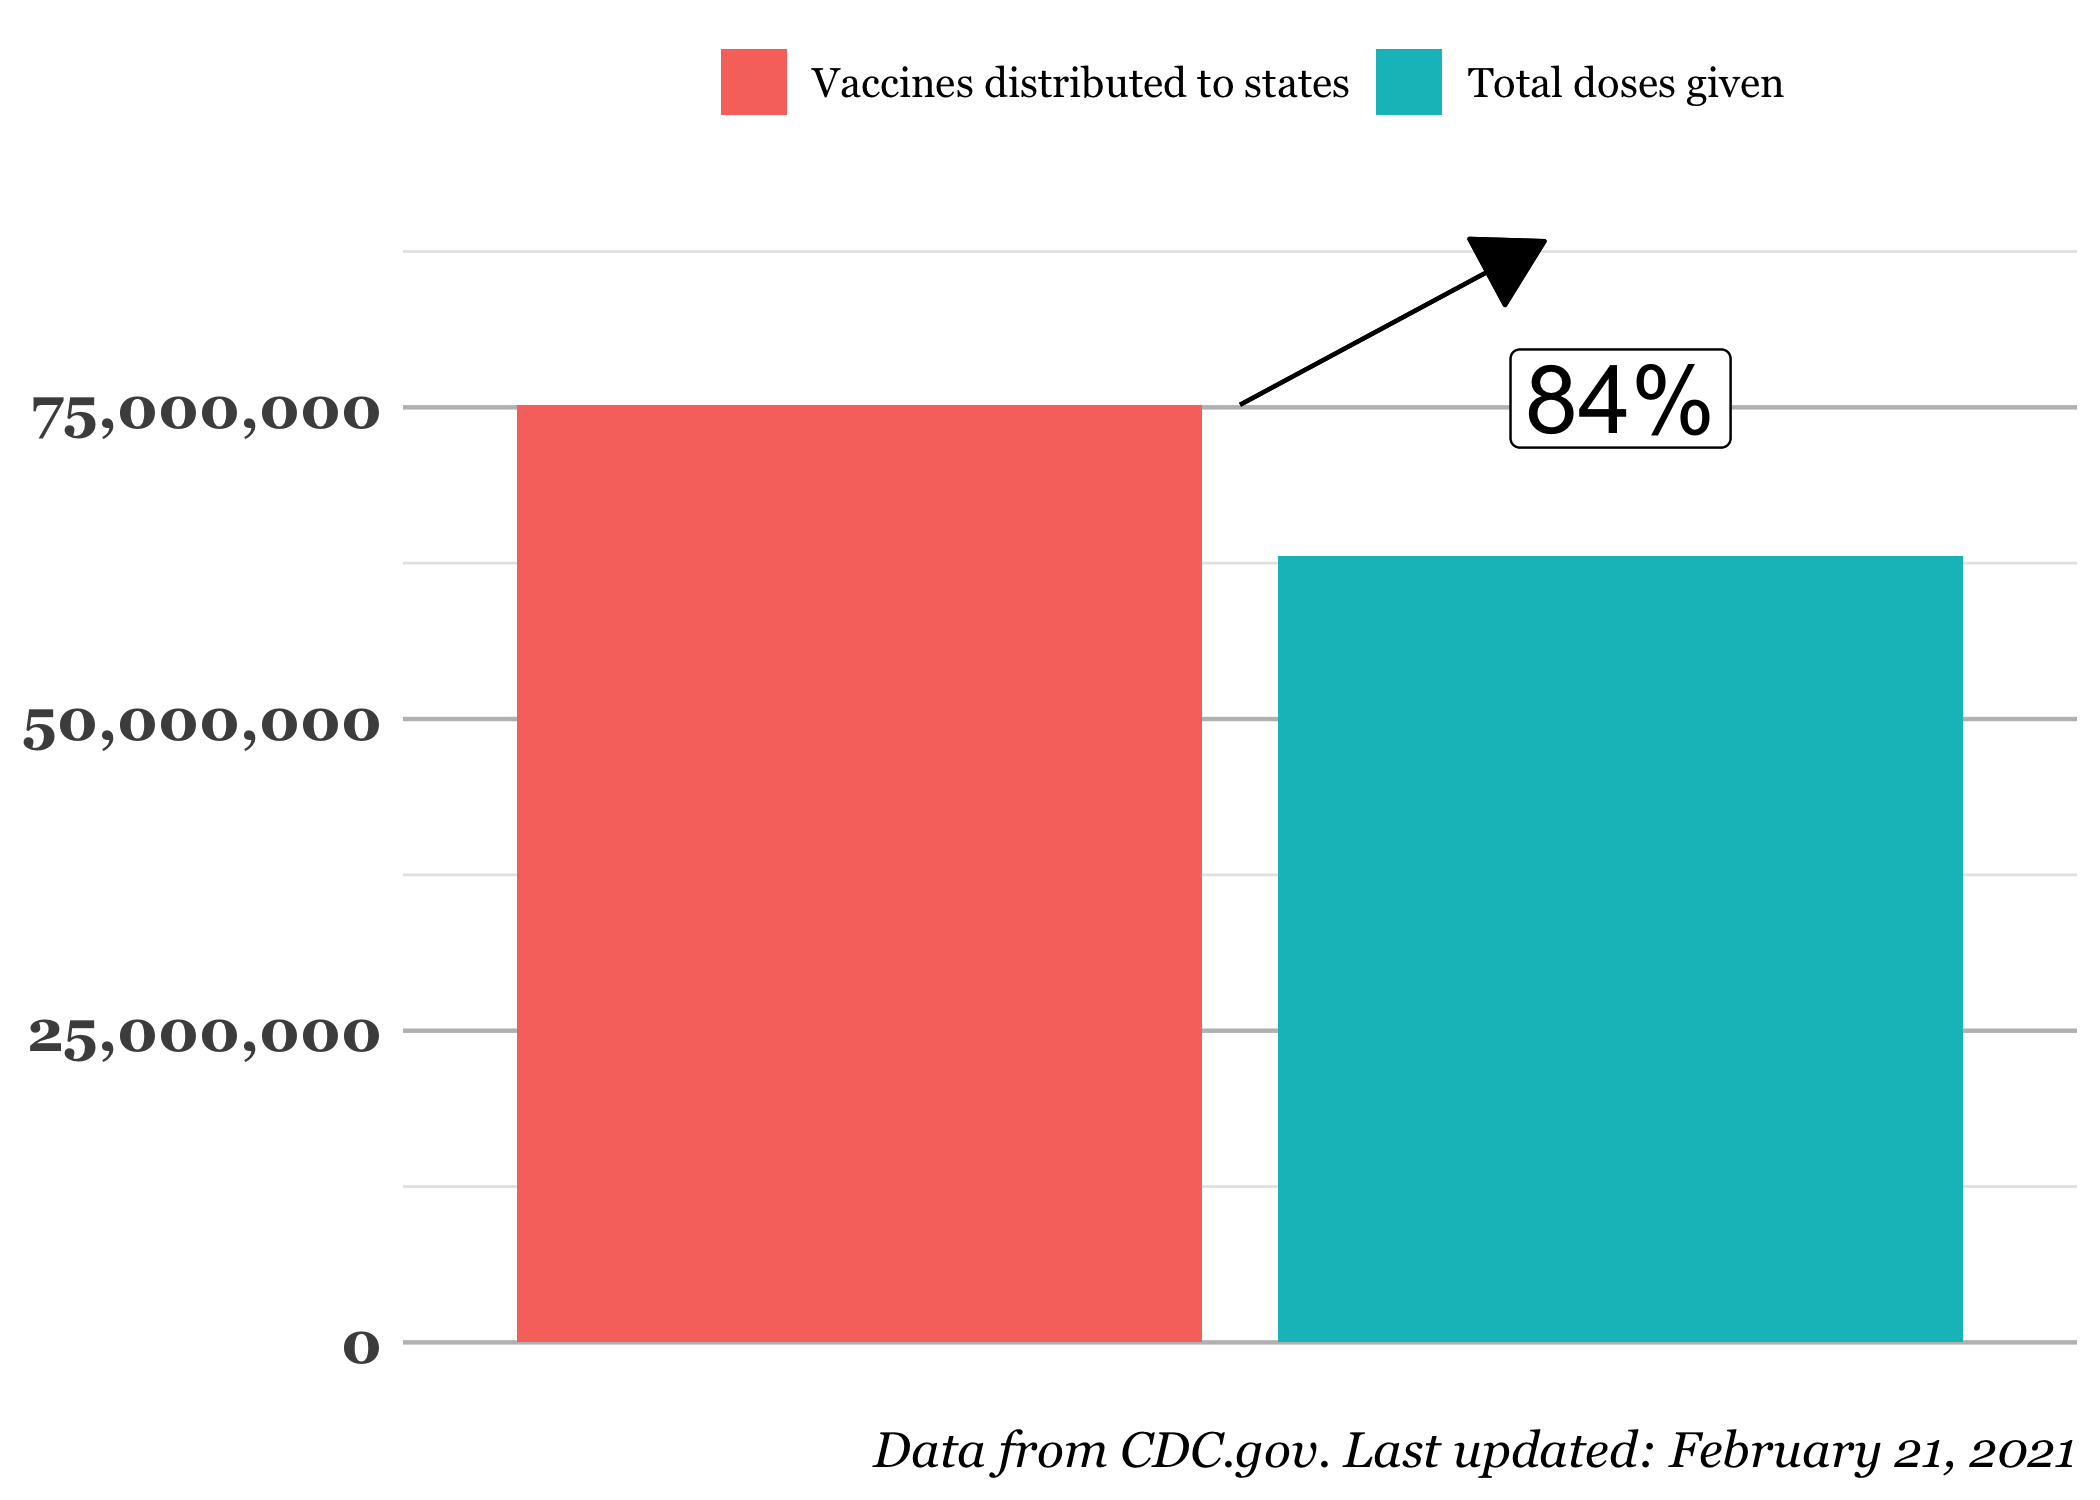 Vaccines distributed to states Total doses given
84%
75,000,000
50,000,000
25,000,000
0
Data from CDC.gov. Last updated: February 21, 2021